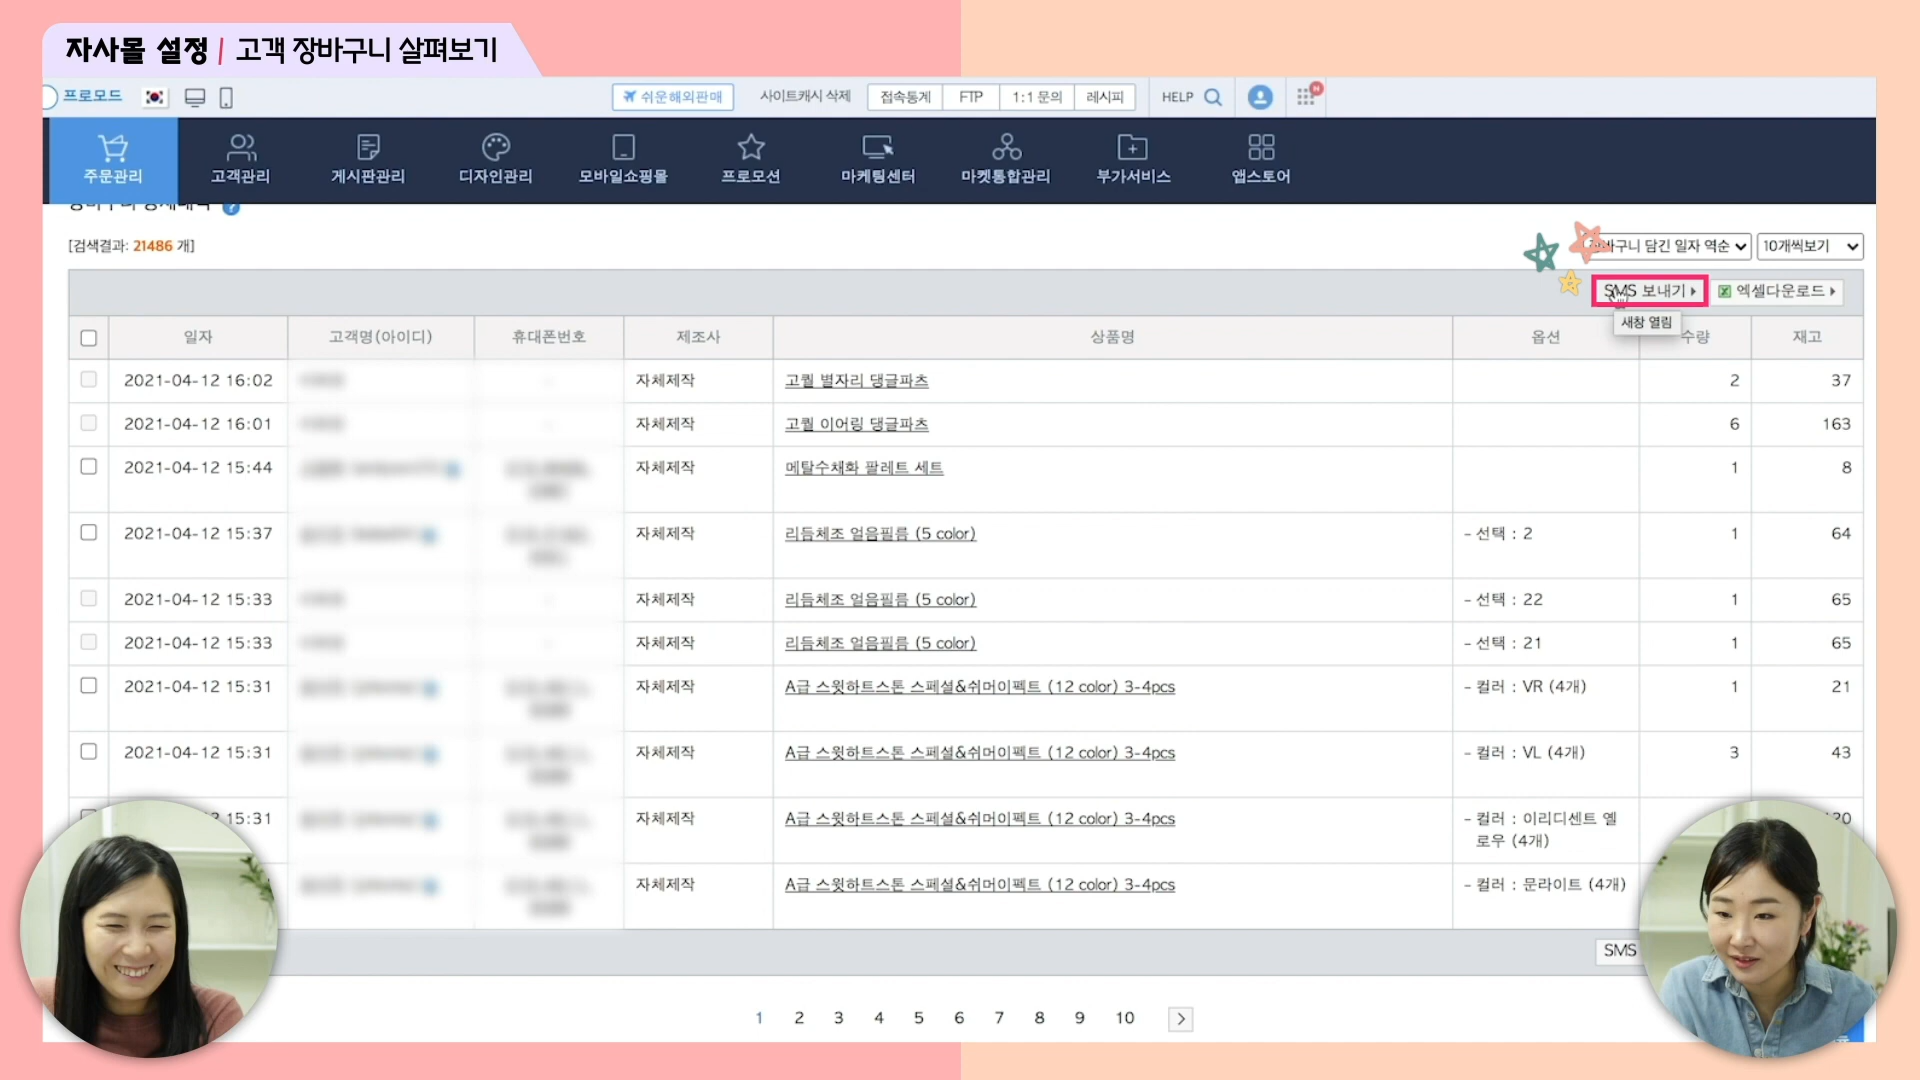 자사몰 설정 | 고객 장바구니 살펴보기
프로모드 쉬운해외판매 사이트캐시 삭제 접속통계 FTP 1:1 문의 레시피 HELP N
주문관리 고객관리 게시판관리 디자인관리 모바일쇼핑몰 프로모션 마케팅센터 마켓통합관리 부가서비스 앱스토어
[검색결과: 21486 개] 담긴 일자 역순 10개씩보기
SMS 보내기 엑셀다운로드
새창 열림
일자 고객명(아이디) 휴대폰번호 제조사 상품명 옵션 수량 재고
2021-04-12 16:02 자체제작 고퀄 별자리 댕글파츠 2 37
2021-04-12 16:01 자체제작 고퀄 이어링 댕글파츠 6 163
2021-04-12 15:44 자체제작 메탈수채화 팔레트 세트 1 8
2021-04-12 15:37 자체제작 리듬체조 얼음필름 (5 color) - 선택 : 2 1 64
2021-04-12 15:33 자체제작 리듬체조 얼음필름 (5 color) - 선택 : 22 1 65
2021-04-12 15:33 자체제작 리듬체조 얼음필름 (5 color) - 선택 : 21 1 65
2021-04-12 15:31 자체제작 A급 스윗하트스톤 스페셜&쉬머이펙트 (12 color) 3-4pcs - 컬러 : VR (4개) 1 21
2021-04-12 15:31 자체제작 A급 스윗하트스톤 스페셜&쉬머이펙트 (12 color) 3-4pcs - 컬러 : VL (4개) 3 43
15:31 자체제작 A급 스윗하트스톤 스페셜&쉬머이펙트 (12 color) 3-4pcs - 컬러 : 이리디센트 옐
로우 (4개)
자체제작 A급 스윗하트스톤 스페셜&쉬머이펙트 (12 color) 3-4pcs - 컬러 : 문라이트 (4개)
SMS
1 2 3 4 5 6 7 8 9 10 >